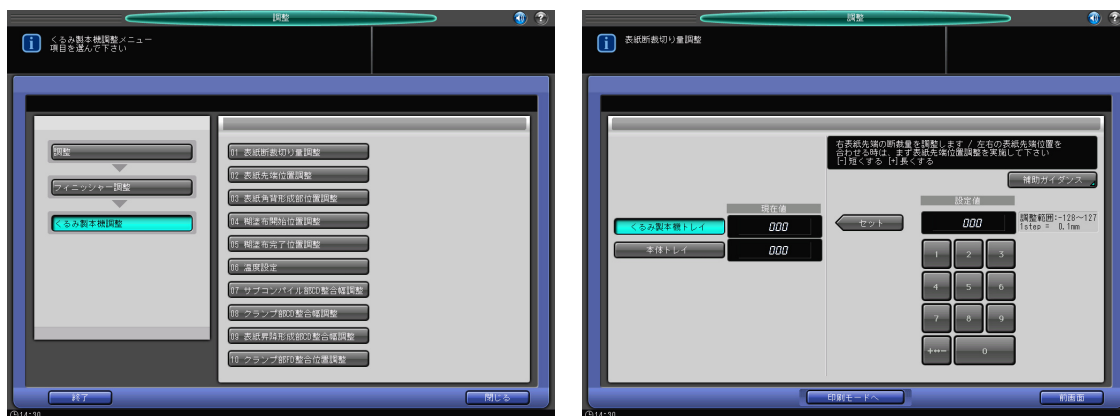 調整
くるみ製本機調整メニュー
項目を選んで下さい
調整
フィニッシャー調整
くるみ製本機調整
01 表紙断裁切り量調整
02 表紙先端位置調整
03 表紙角背形成部位置調整
04 糊塗布開始位置調整
05 糊塗布完了位置調整
06 温度設定
07 サブコンパイル部CD整合幅調整
08 クランプ部CD整合幅調整
09 表紙昇降形成部CD整合幅調整
10 クランプ部FD整合位置調整
終了
閉じる
14:30
調整
表紙断裁切り量調整
右表紙先端の断裁量を調整します / 左右の表紙先端位置を
合わせる時は、まず表紙先端位置調整を実施して下さい
[-]短くする [+]長くする
補助ガイダンス
現在値
設定値
くるみ製本機トレイ
000
セット
000
調整範囲:-128～127
1step = 0.1mm
本体トレイ
000
1
2
3
4
5
6
7
8
9
+↔-
0
印刷モードへ
前画面
14:30